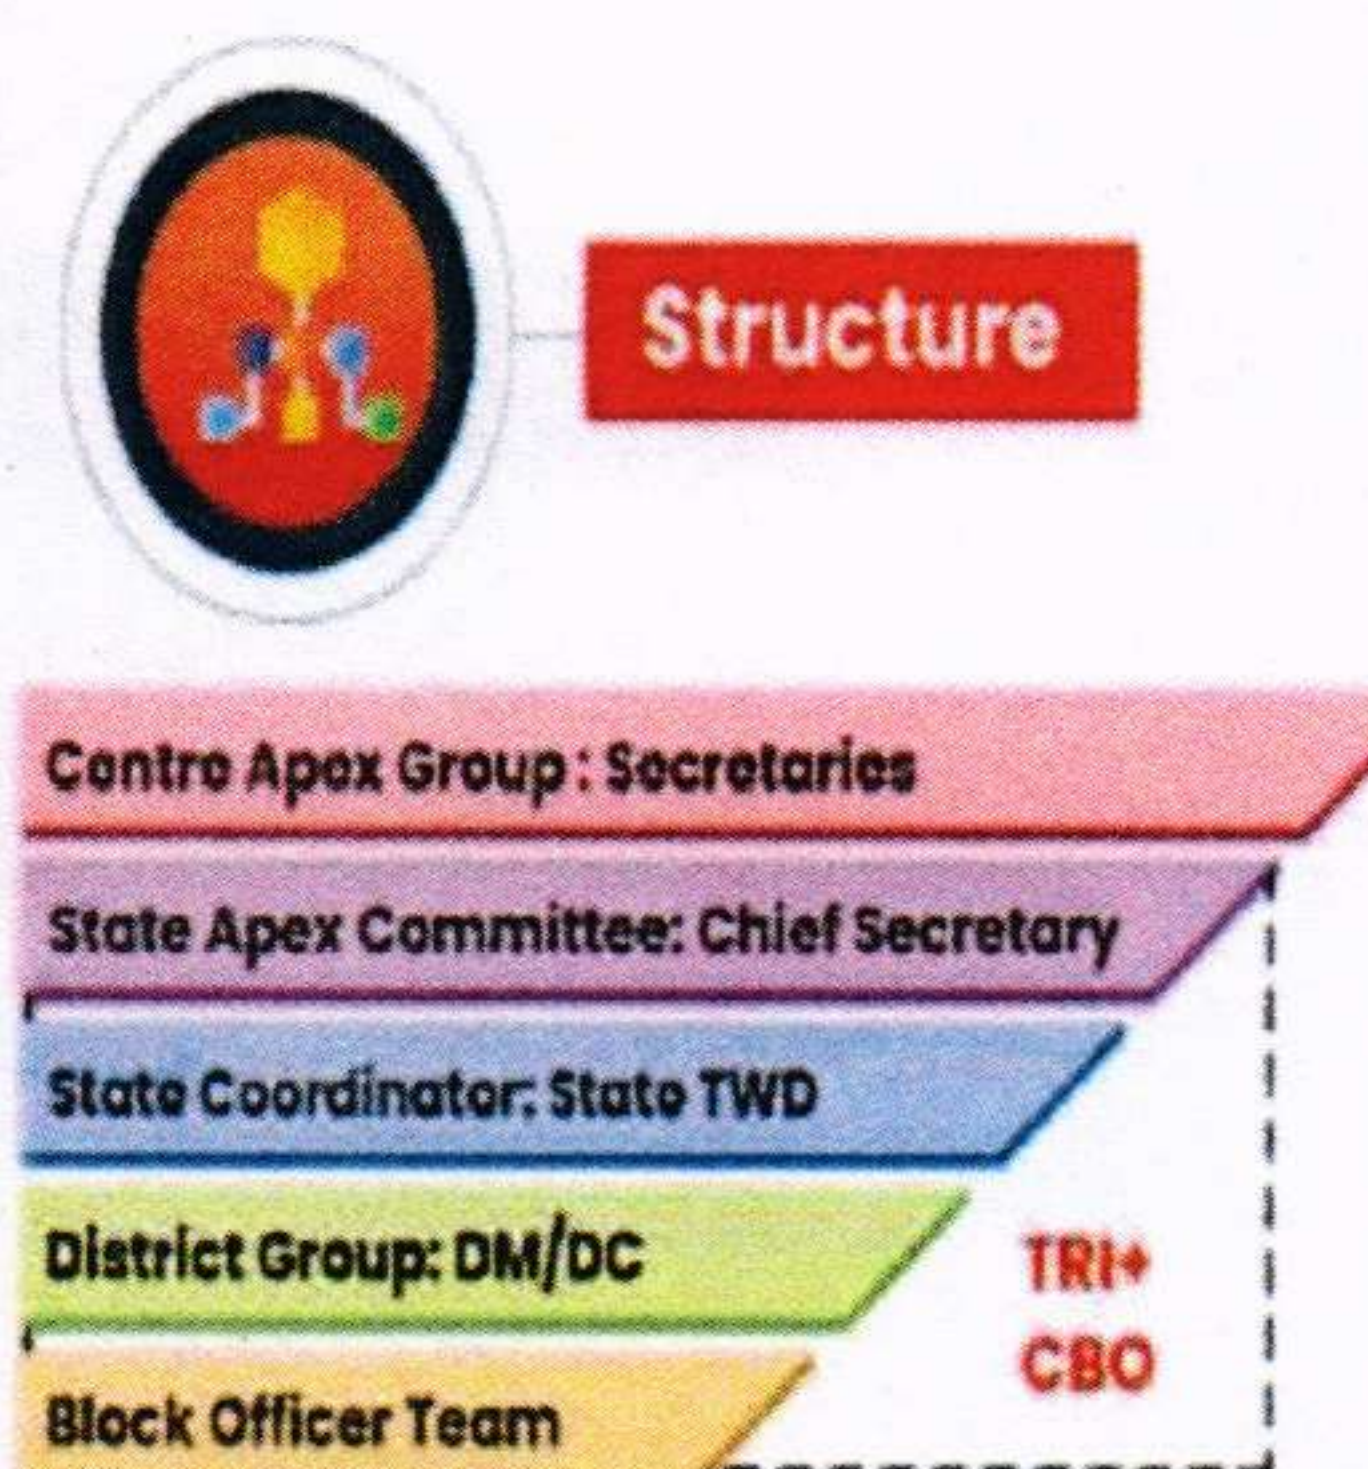 Structure
Centre Apex Group : Secretaries
State Apex Committee: Chief Secretary
State Coordinator: State TWD
District Group: DM/DC
TRI+
CBO
Block Officer Team